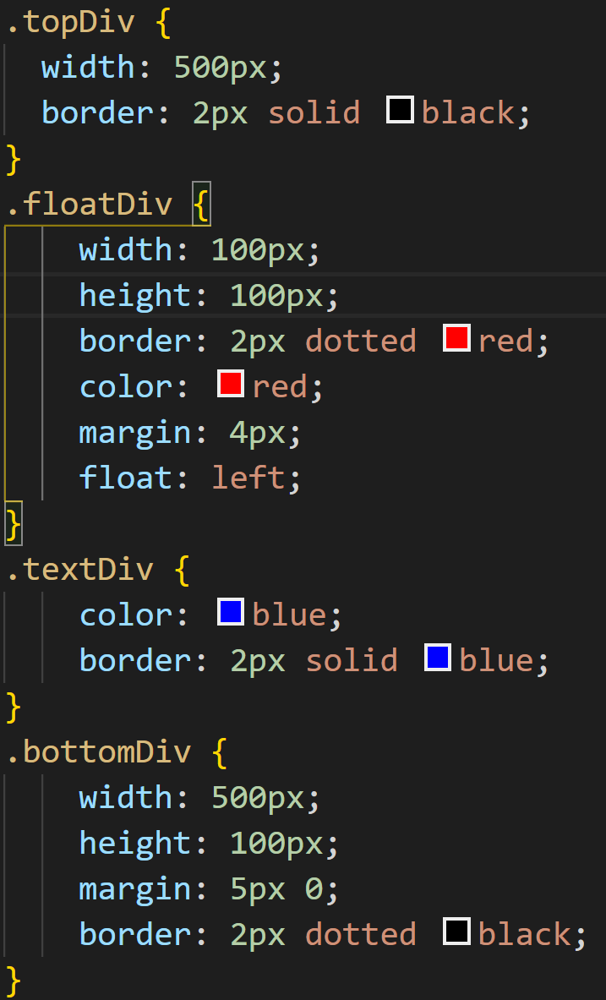 .topDiv {
  width: 500px;
  border: 2px solid black;
}
.floatDiv {
    width: 100px;
    height: 100px;
    border: 2px dotted red;
    color: red;
    margin: 4px;
    float: left;
}
.textDiv {
    color: blue;
    border: 2px solid blue;
}
.bottomDiv {
    width: 500px;
    height: 100px;
    margin: 5px 0;
    border: 2px dotted black;
}